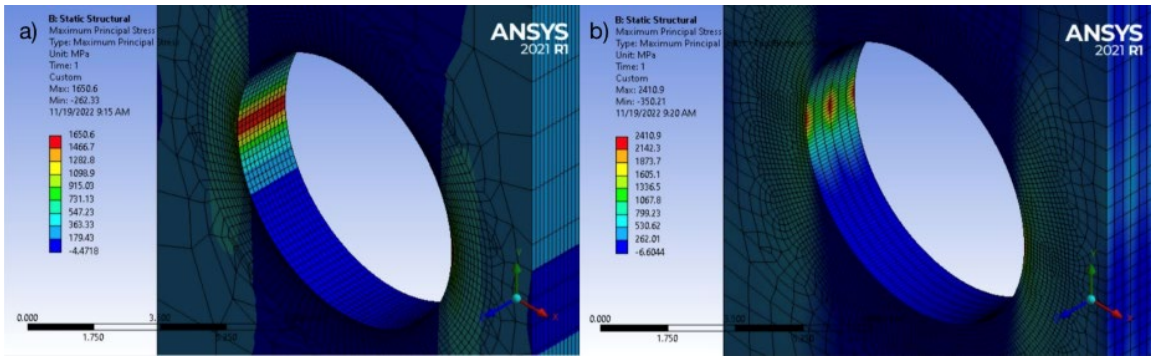 a)
B: Static Structural
Maximum Principal Stress
Type: Maximum Principal Stress
Unit: MPa
Time: 1
Custom
Max: 1650.6
Min: -262.33
11/19/2022 9:15 AM
1650.6
1466.7
1282.8
1098.9
915.03
731.13
547.23
363.33
179.43
-4.4718
ANSYS
2021 R1
0.000
1.750
Y
X
b)
B: Static Structural
Maximum Principal Stress
Type: Maximum Principal
Unit: MPa
Time: 1
Custom
Max: 2410.9
Min: -350.21
11/19/2022 9:20 AM
2410.9
2142.3
1873.7
1605.1
1336.5
1067.8
799.23
530.62
262.01
-6.6044
ANSYS
2021 R1
0.000
1.750
X